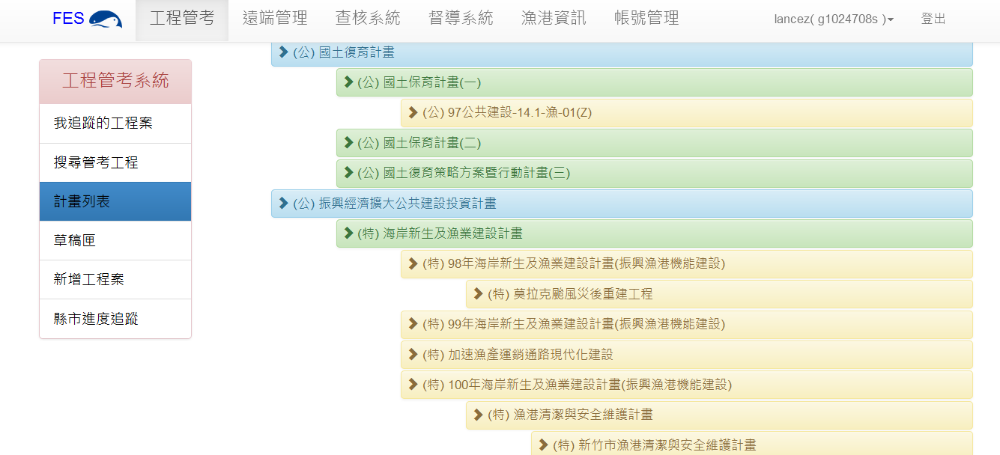 FES 工程管考 遠端管理 查核系統 督導系統 漁港資訊 帳號管理 lancez( g1024708s ) 登出
工程管考系統
我追蹤的工程案
搜尋管考工程
計畫列表
草稿匣
新增工程案
縣市進度追蹤
(公) 國土復育計畫
(公) 國土保育計畫(一)
(公) 97公共建設-14.1-漁-01(Z)
(公) 國土保育計畫(二)
(公) 國土復育策略方案暨行動計畫(三)
(公) 振興經濟擴大公共建設投資計畫
(特) 海岸新生及漁業建設計畫
(特) 98年海岸新生及漁業建設計畫(振興漁港機能建設)
(特) 莫拉克颱風災後重建工程
(特) 99年海岸新生及漁業建設計畫(振興漁港機能建設)
(特) 加速漁產運銷通路現代化建設
(特) 100年海岸新生及漁業建設計畫(振興漁港機能建設)
(特) 漁港清潔與安全維護計畫
(特) 新竹市漁港清潔與安全維護計畫